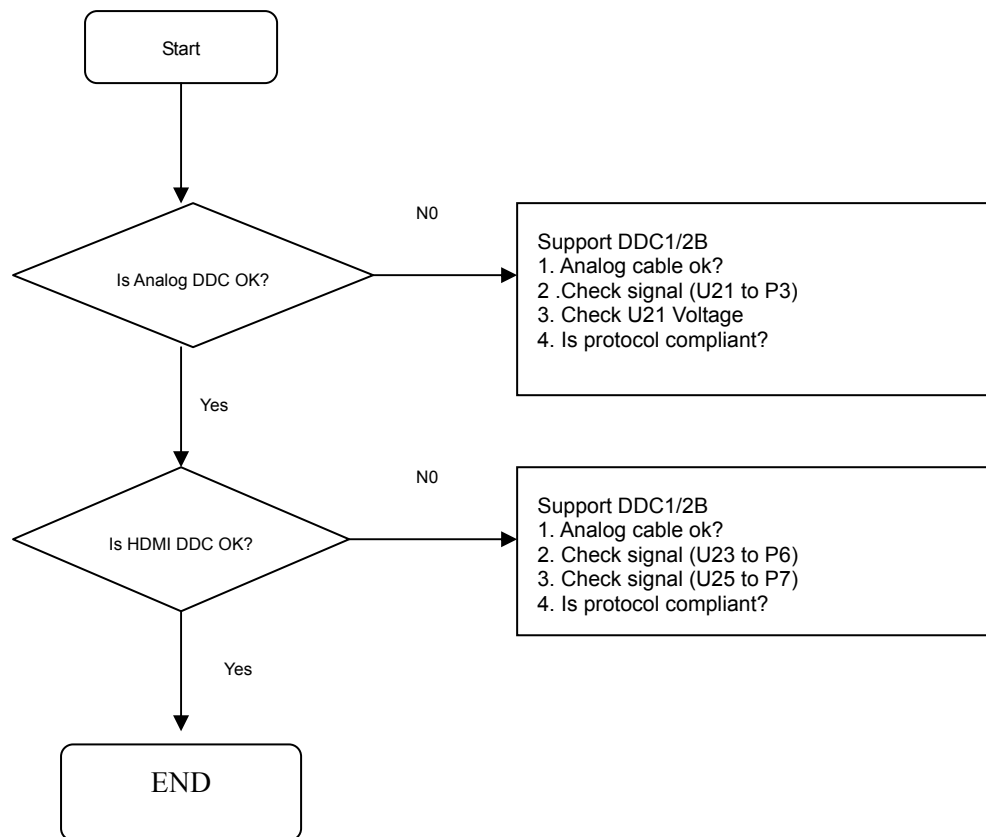 Start
Is Analog DDC OK?
N0
Support DDC1/2B
1. Analog cable ok?
2 .Check signal (U21 to P3)
3. Check U21 Voltage
4. Is protocol compliant?
Yes
Is HDMI DDC OK?
N0
Support DDC1/2B
1. Analog cable ok?
2. Check signal (U23 to P6)
3. Check signal (U25 to P7)
4. Is protocol compliant?
Yes
END